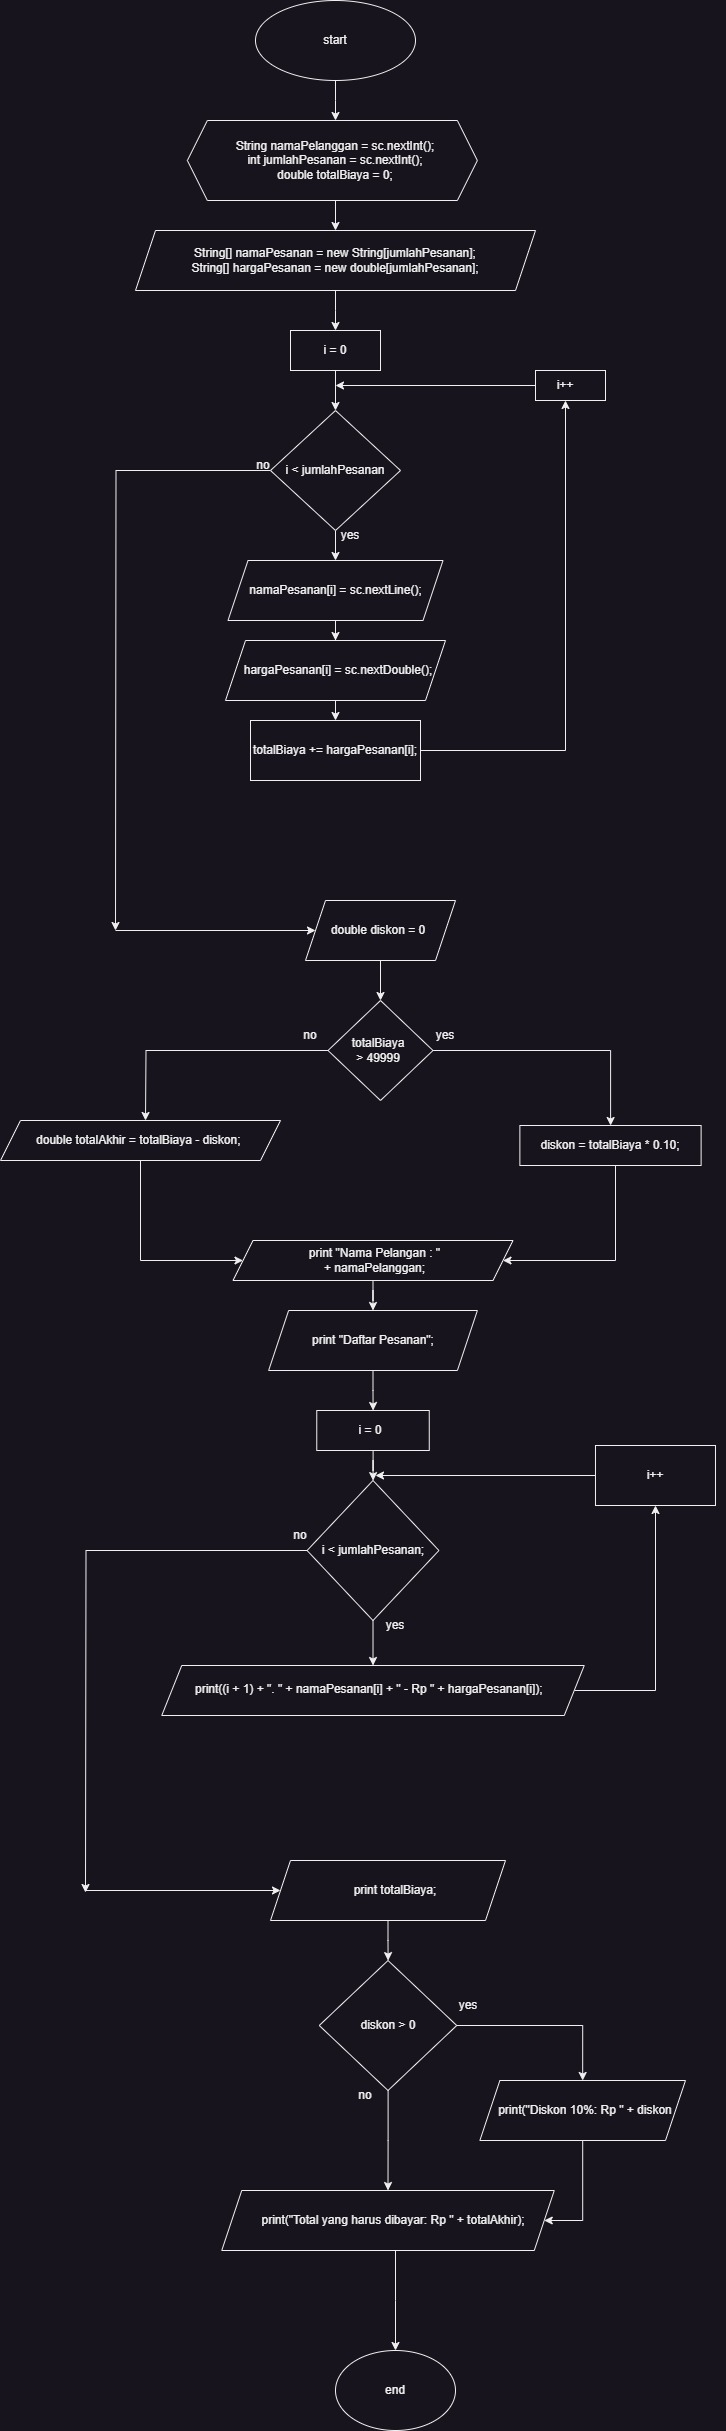 start
String namaPelanggan = sc.nextInt();
int jumlahPesanan = sc.nextInt();
double totalBiaya = 0;
String[] namaPesanan = new String[jumlahPesanan];
String[] hargaPesanan = new double[jumlahPesanan];
i = 0
i++
no
i < jumlahPesanan
yes
namaPesanan[i] = sc.nextLine();
hargaPesanan[i] = sc.nextDouble();
totalBiaya += hargaPesanan[i];
double diskon = 0
no
totalBiaya
> 49999
yes
double totalAkhir = totalBiaya - diskon;
diskon = totalBiaya * 0.10;
print "Nama Pelangan : "
+ namaPelanggan;
print "Daftar Pesanan";
i = 0
i++
no
i < jumlahPesanan;
yes
print((i + 1) + ". " + namaPesanan[i] + " - Rp " + hargaPesanan[i]);
print totalBiaya;
diskon > 0
yes
no
print("Diskon 10%: Rp " + diskon
print("Total yang harus dibayar: Rp " + totalAkhir);
end